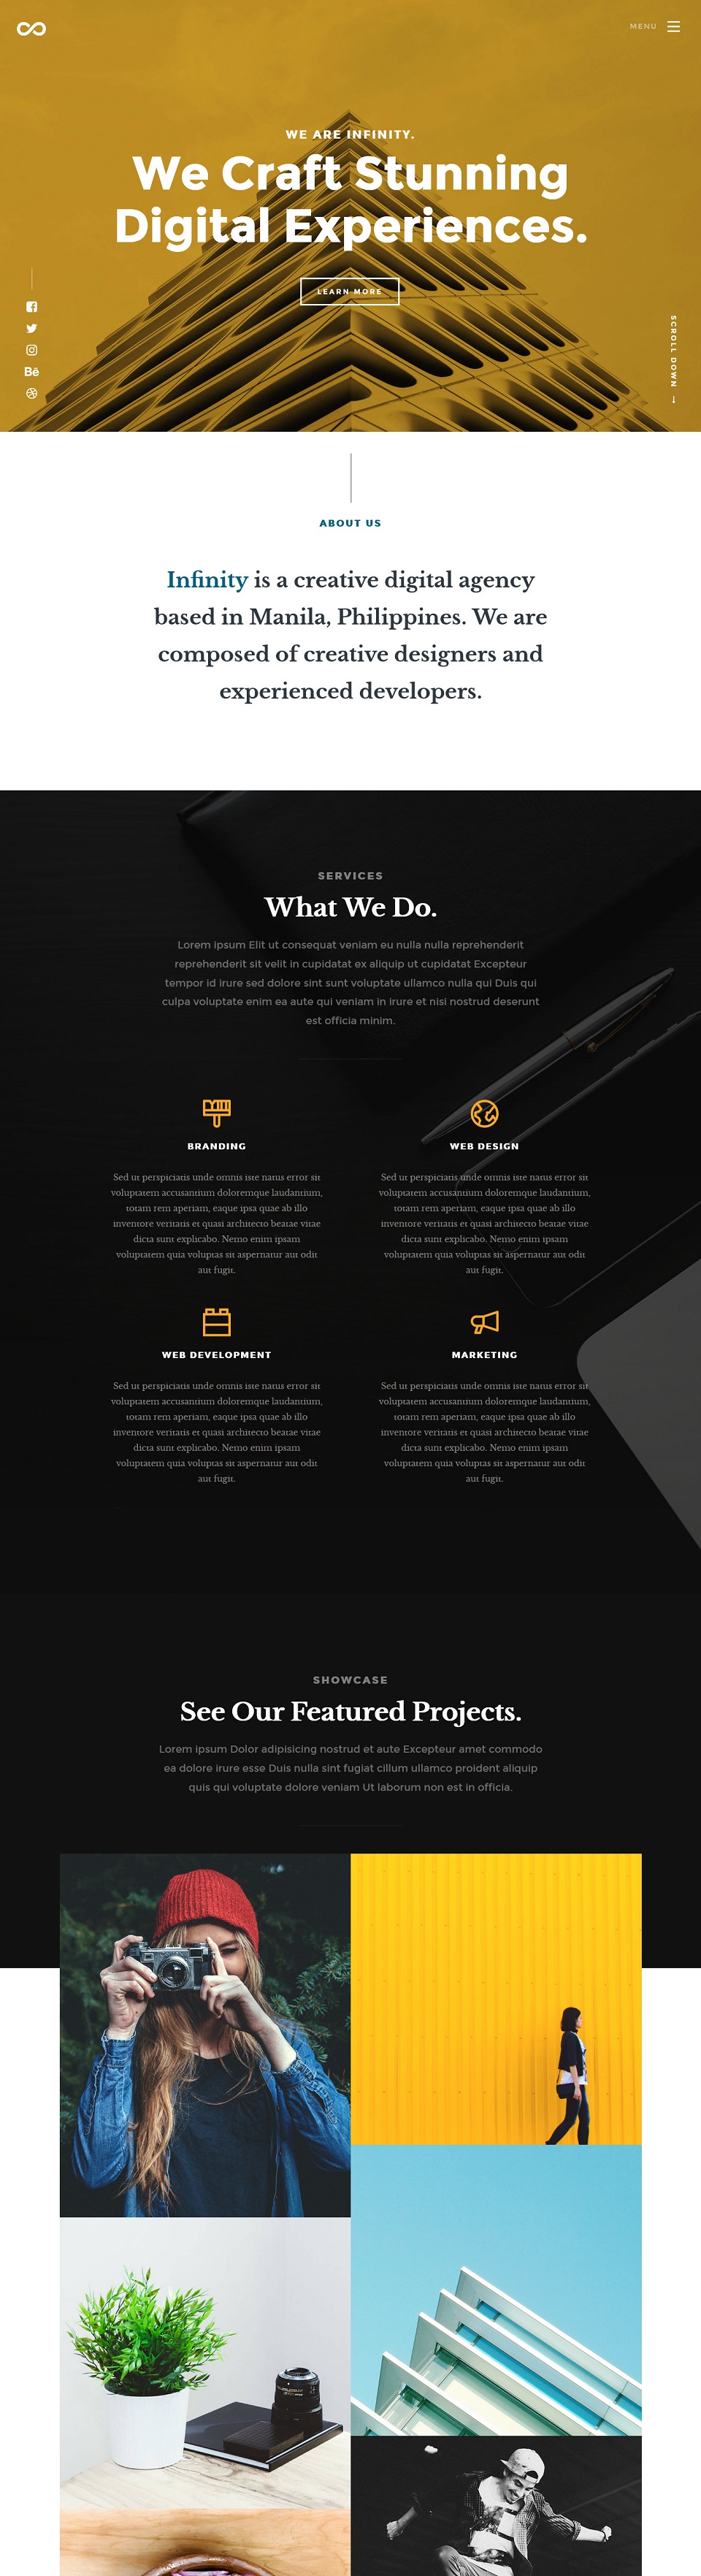 MENU
WE ARE INFINITY.
We Craft Stunning
Digital Experiences.
LEARN MORE
Bē
SCROLL DOWN →
ABOUT US
Infinity is a creative digital agency
based in Manila, Philippines. We are
composed of creative designers and
experienced developers.
SERVICES
What We Do.
Lorem ipsum Elit ut consequat veniam eu nulla nulla reprehenderit
reprehenderit sit velit in cupidatat ex aliquip ut cupidatat Excepteur
tempor id irure sed dolore sint sunt voluptate ullamco nulla qui Duis qui
culpa voluptate enim ea aute qui veniam in irure et nisi nostrud deserunt
est officia minim.
BRANDING
Sed ut perspiciatis unde omnis iste natus error sit
voluptatem accusantium doloremque laudantium,
totam rem aperiam, eaque ipsa quae ab illo
inventore veritatis et quasi architecto beatae vitae
dicta sunt explicabo. Nemo enim ipsam
voluptatem quia voluptas sit aspernatur aut odit
aut fugit.
WEB DESIGN
Sed ut perspiciatis unde omnis iste natus error sit
voluptatem accusantium doloremque laudantium,
totam rem aperiam, eaque ipsa quae ab illo
inventore veritatis et quasi architecto beatae vitae
dicta sunt explicabo. Nemo enim ipsam
voluptatem quia voluptas sit aspernatur aut odit
aut fugit.
WEB DEVELOPMENT
Sed ut perspiciatis unde omnis iste natus error sit
voluptatem accusantium doloremque laudantium,
totam rem aperiam, eaque ipsa quae ab illo
inventore veritatis et quasi architecto beatae vitae
dicta sunt explicabo. Nemo enim ipsam
voluptatem quia voluptas sit aspernatur aut odit
aut fugit.
MARKETING
Sed ut perspiciatis unde omnis iste natus error sit
voluptatem accusantium doloremque laudantium,
totam rem aperiam, eaque ipsa quae ab illo
inventore veritatis et quasi architecto beatae vitae
dicta sunt explicabo. Nemo enim ipsam
voluptatem quia voluptas sit aspernatur aut odit
aut fugit.
SHOWCASE
See Our Featured Projects.
Lorem ipsum Dolor adipisicing nostrud et aute Excepteur amet commodo
ea dolore irure esse Duis nulla sint fugiat cillum ullamco proident aliquip
quis qui voluptate dolore veniam Ut laborum non est in officia.